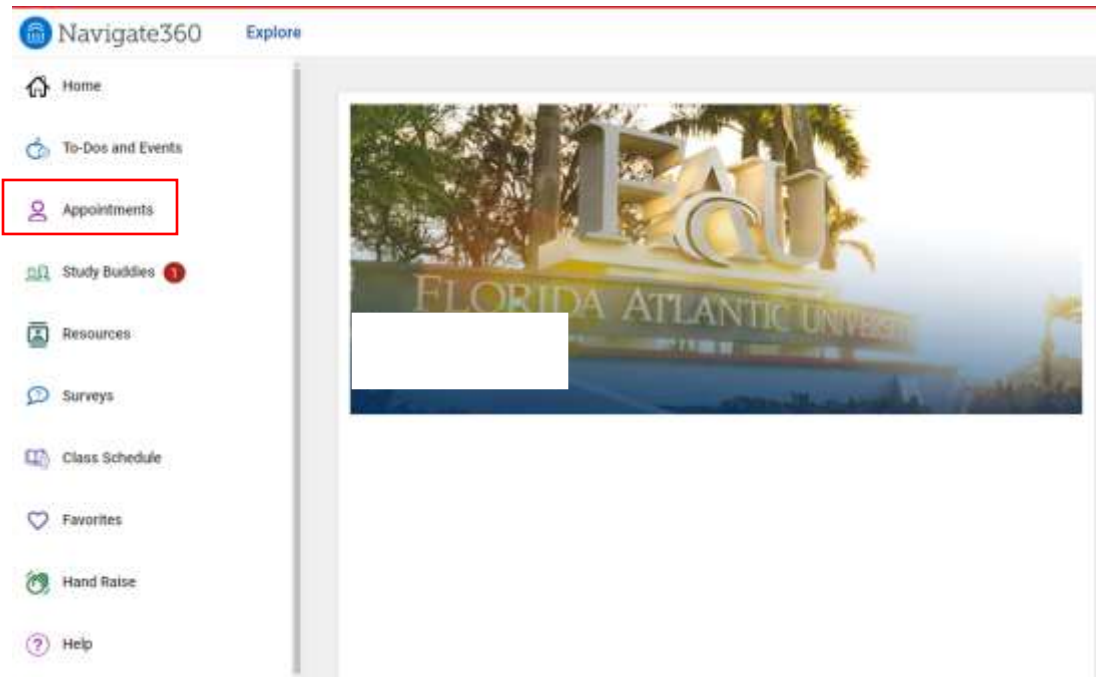 Navigate360
Explore
Home
To-Dos and Events
Appointments
Study Buddies 1
Resources
Surveys
Class Schedule
Favorites
Hand Raise
? Help
FAU
FLORIDA ATLANTIC